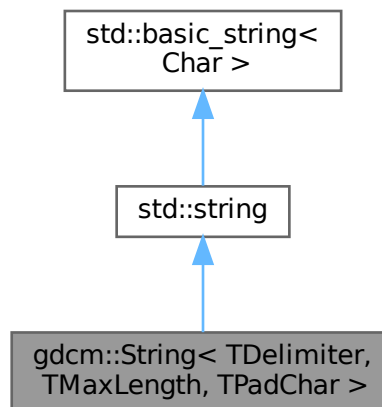 std::basic_string<
Char >
std::string
gdcm::String< TDelimiter,
TMaxLength, TPadChar >